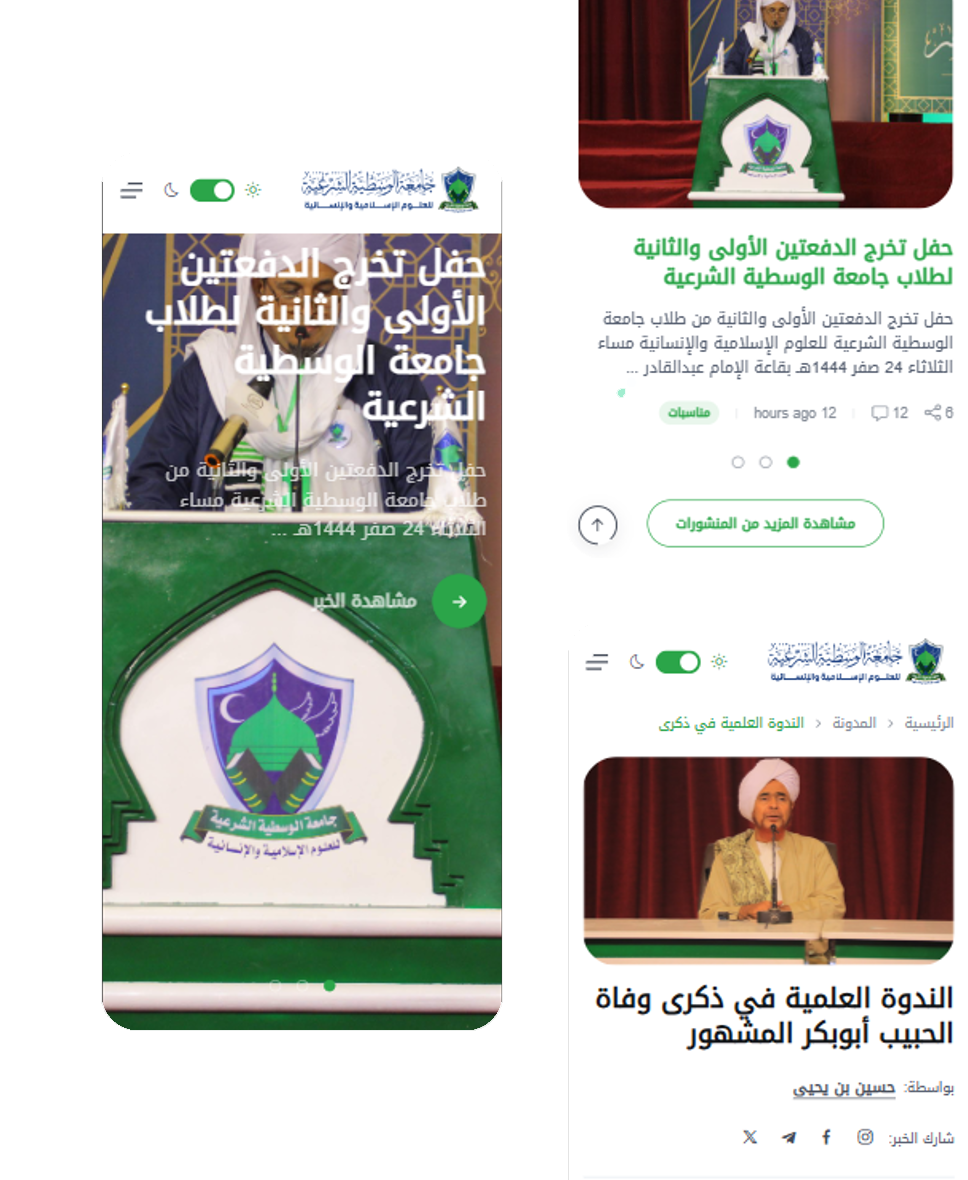 جامعة الوسطية الشرعية
للعلوم الإسلامية والإنسانية
حفل تخرج الدفعتين
الأولى والثانية لطلاب
جامعة الوسطية
الشرعية
حفل تخرج الدفعتين الأولى والثانية من
طلاب جامعة الوسطية الشرعية مساء
الثلاثاء 24 صفر 1444هـ ...
مشاهدة الخبر
جامعة الوسطية الشرعية
للعلوم الإسلامية والإنسانية
حفل تخرج الدفعتين الأولى والثانية
لطلاب جامعة الوسطية الشرعية
حفل تخرج الدفعتين الأولى والثانية من طلاب جامعة
الوسطية الشرعية للعلوم الإسلامية والإنسانية مساء
الثلاثاء 24 صفر 1444هـ بقاعة الإمام عبدالقادر ...
6 12 12 hours ago مناسبات
مشاهدة المزيد من المنشورات
جامعة الوسطية الشرعية
للعلوم الإسلامية والإنسانية
الرئيسية > المدونة > الندوة العلمية في ذكرى
الندوة العلمية في ذكرى وفاة
الحبيب أبوبكر المشهور
بواسطة: حسين بن يحيى
شارك الخبر: